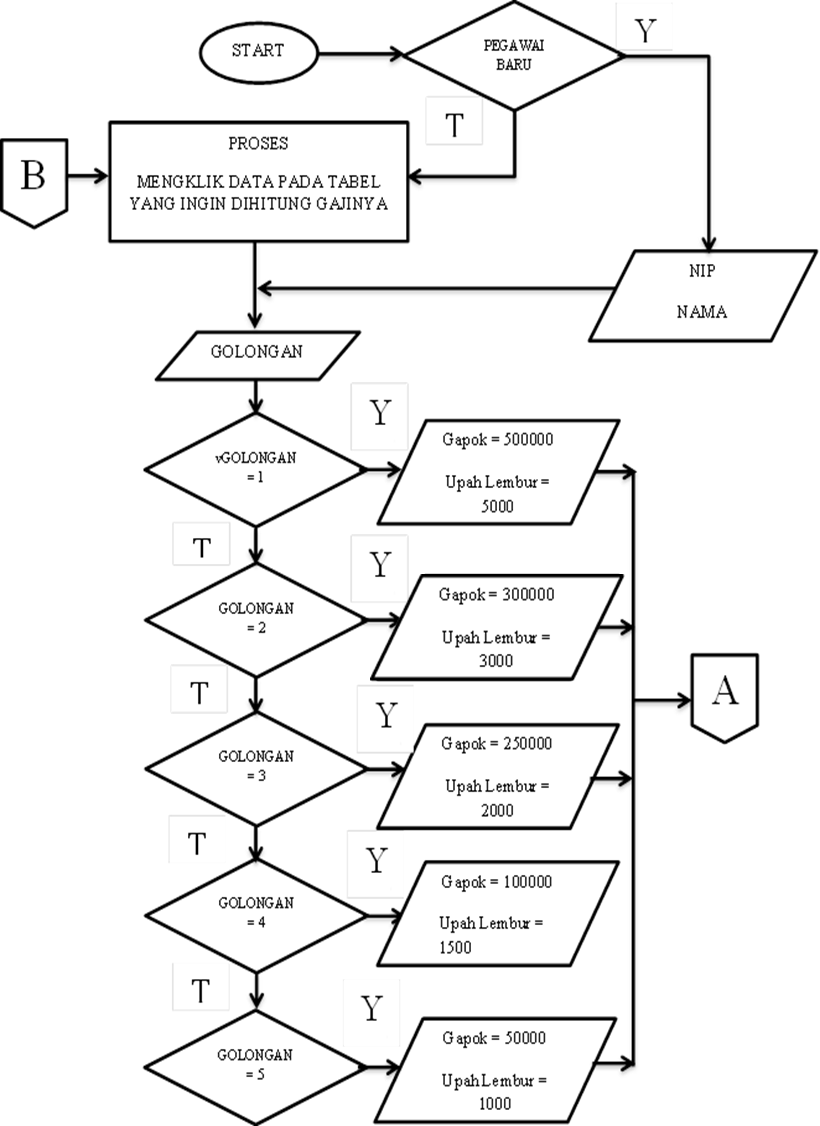 START
PEGAWAI
BARU
Y
T
B
PROSES
MENGKLIK DATA PADA TABEL
YANG INGIN DIHITUNG GAJINYA
NIP
NAMA
GOLONGAN
vGOLONGAN
= 1
Y
Gapok = 500000
Upah Lembur =
5000
T
GOLONGAN
= 2
Y
Gapok = 300000
Upah Lembur =
3000
A
T
GOLONGAN
= 3
Y
Gapok = 250000
Upah Lembur =
2000
T
GOLONGAN
= 4
Y
Gapok = 100000
Upah Lembur =
1500
T
GOLONGAN
= 5
Y
Gapok = 50000
Upah Lembur =
1000